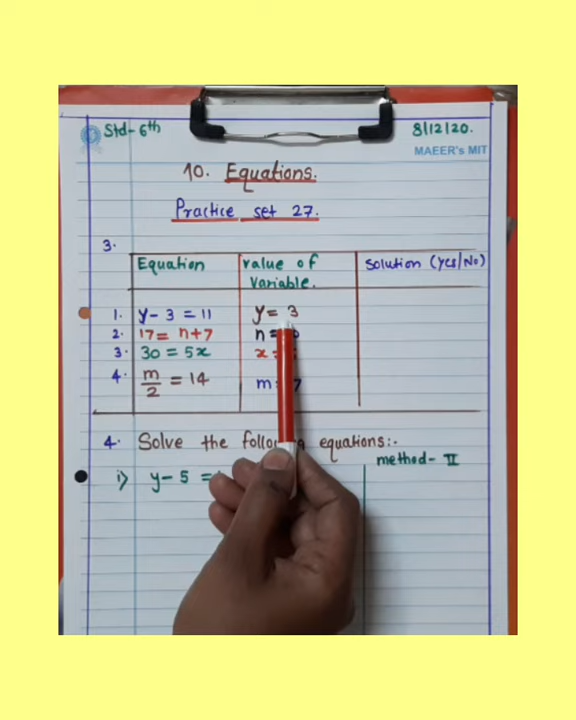 Std-6th
8/12/20.
MAEER's MIT
10. Equations.
Practice set 27.
3.
Equation value of variable. Solution (Yes/No)
1. y - 3 = 11 y = 3
2. 17 = n + 7 n =
3. 30 = 5x x =
4. m/2 = 14 m 7
4. Solve the following equations:-
method - II
i) y - 5 =